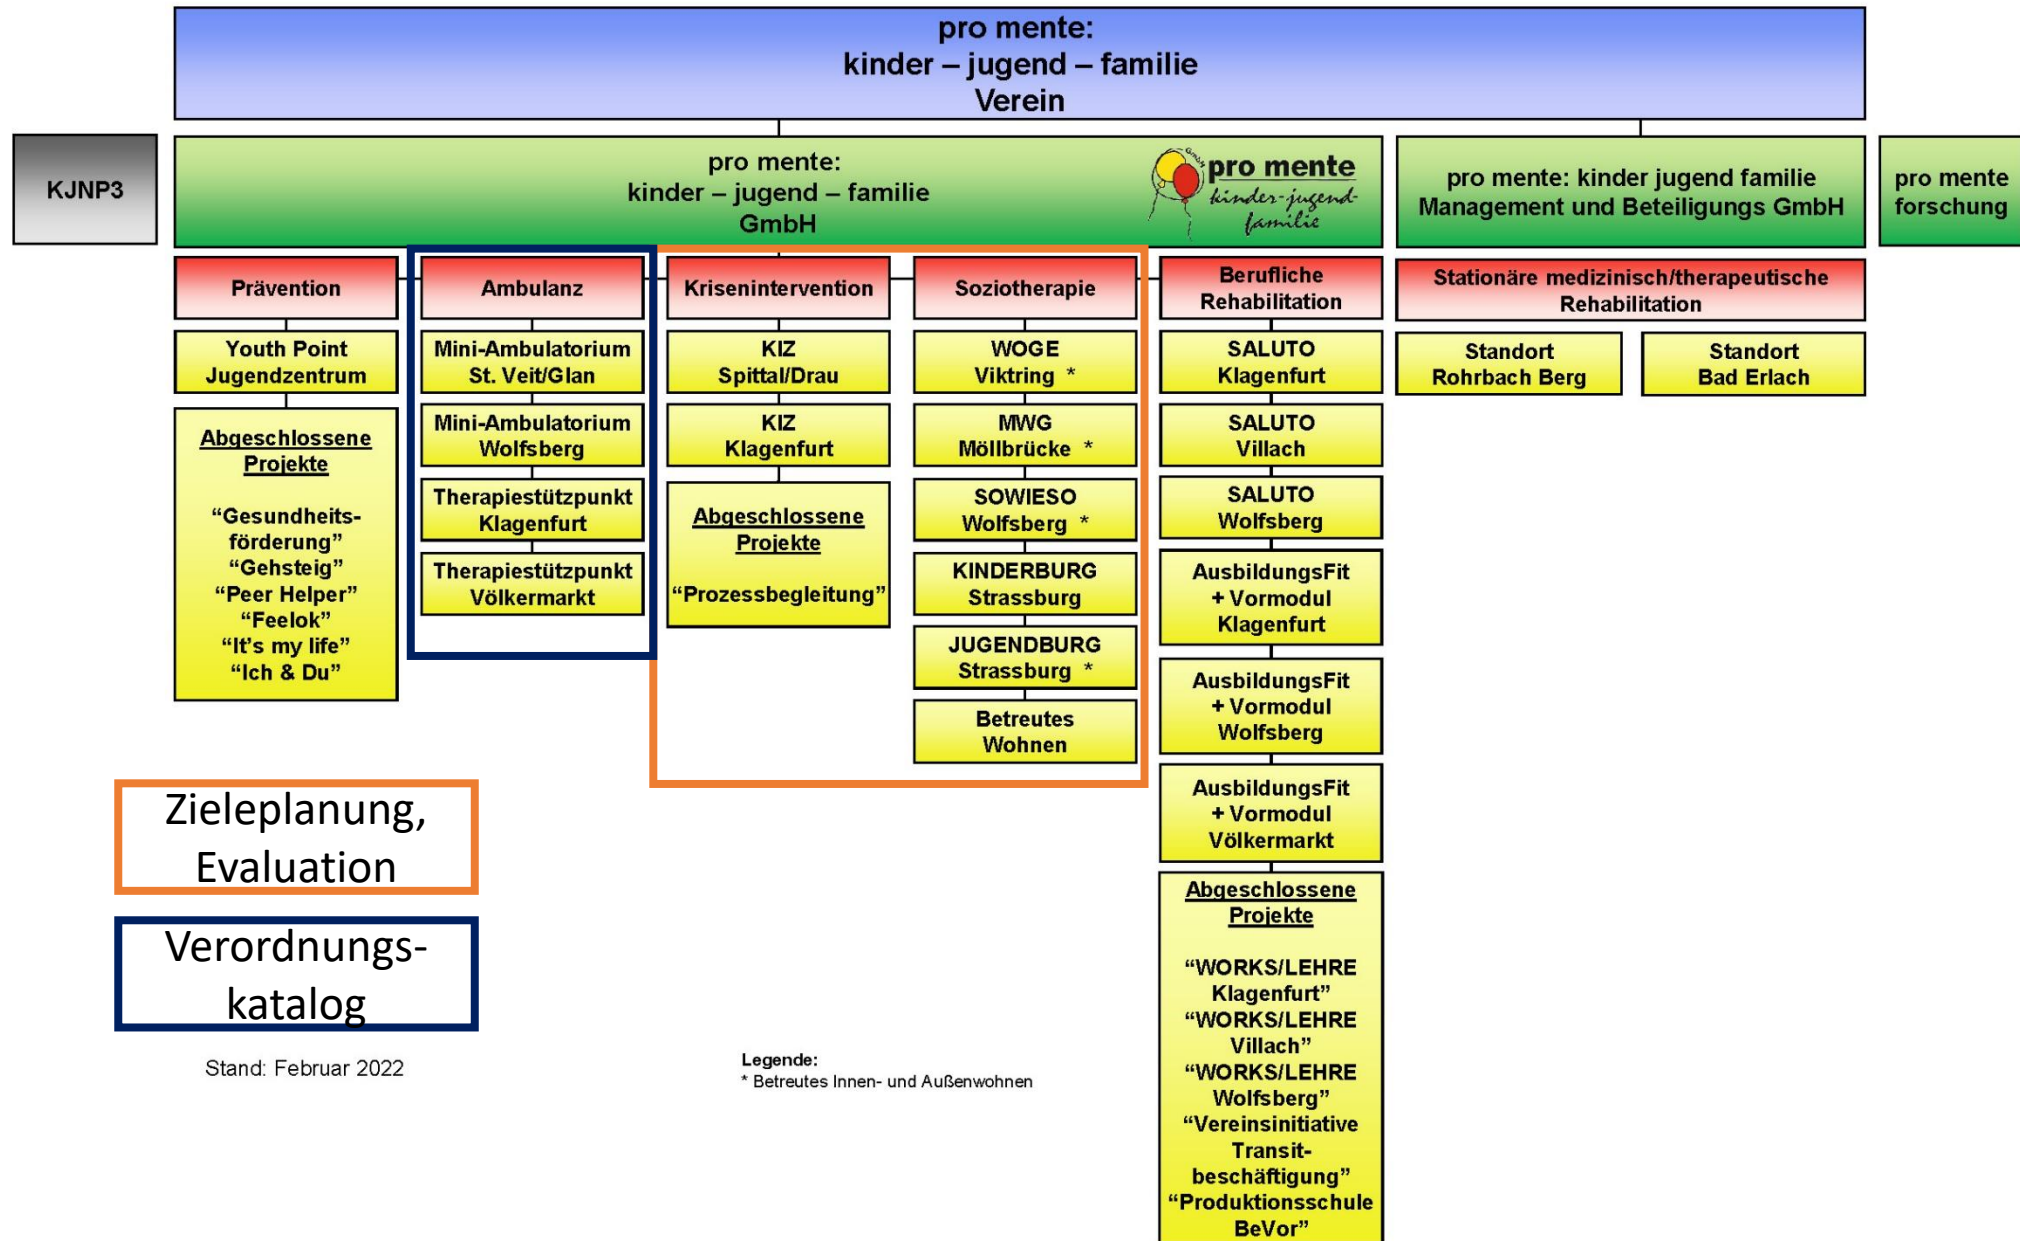 pro mente:
kinder – jugend – familie
Verein
KJNP3
pro mente:
kinder – jugend – familie
GmbH
GmbH
pro mente
kinder-jugend-
familie
pro mente: kinder jugend familie
Management und Beteiligungs GmbH
pro mente
forschung
Prävention
Youth Point
Jugendzentrum
Abgeschlossene
Projekte
“Gesundheits-
förderung”
“Gehsteig”
“Peer Helper”
“Feelok”
“It’s my life”
“Ich & Du”
Ambulanz
Mini-Ambulatorium
St. Veit/Glan
Mini-Ambulatorium
Wolfsberg
Therapiestützpunkt
Klagenfurt
Therapiestützpunkt
Völkermarkt
Krisenintervention
KIZ
Spittal/Drau
KIZ
Klagenfurt
Abgeschlossene
Projekte
“Prozessbegleitung”
Soziotherapie
WOGE
Viktring *
MWG
Möllbrücke *
SOWIESO
Wolfsberg *
KINDERBURG
Strassburg
JUGENDBURG
Strassburg *
Betreutes
Wohnen
Berufliche
Rehabilitation
SALUTO
Klagenfurt
SALUTO
Villach
SALUTO
Wolfsberg
AusbildungsFit
+ Vormodul
Klagenfurt
AusbildungsFit
+ Vormodul
Wolfsberg
AusbildungsFit
+ Vormodul
Völkermarkt
Abgeschlossene
Projekte
“WORKS/LEHRE
Klagenfurt”
“WORKS/LEHRE
Villach”
“WORKS/LEHRE
Wolfsberg”
“Vereinsinitiative
Transit-
beschäftigung”
“Produktionsschule
BeVor”
Stationäre medizinisch/therapeutische
Rehabilitation
Standort
Rohrbach Berg
Standort
Bad Erlach
Zieleplanung,
Evaluation
Verordnungs-
katalog
Stand: Februar 2022
Legende:
* Betreutes Innen- und Außenwohnen